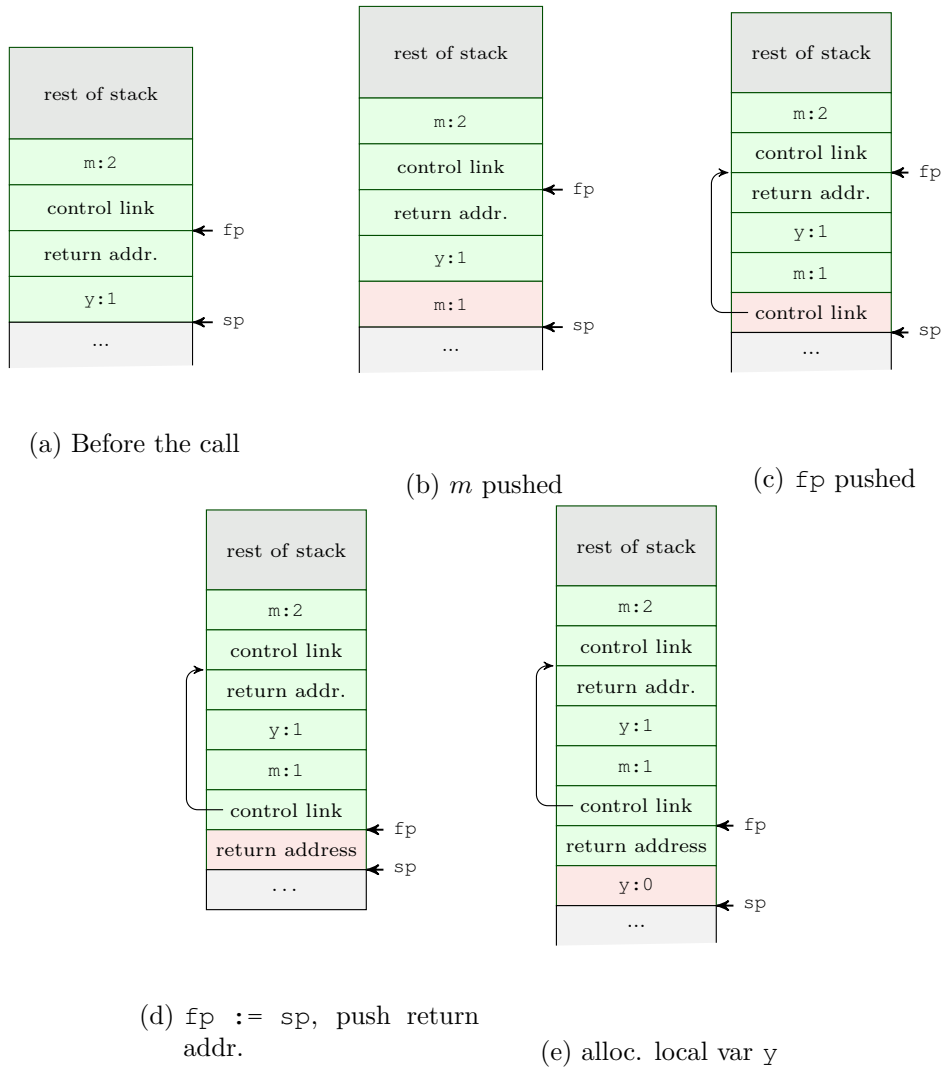 rest of stack
m:2
control link
fp
return addr.
y:1
sp
...
(a) Before the call
rest of stack
m:2
control link
fp
return addr.
y:1
m:1
sp
...
(b) m pushed
rest of stack
m:2
control link
fp
return addr.
y:1
m:1
control link
sp
...
(c) fp pushed
rest of stack
m:2
control link
return addr.
y:1
m:1
control link
fp
return address
sp
...
(d) fp := sp, push return
addr.
rest of stack
m:2
control link
return addr.
y:1
m:1
control link
fp
return address
y:0
sp
...
(e) alloc. local var y